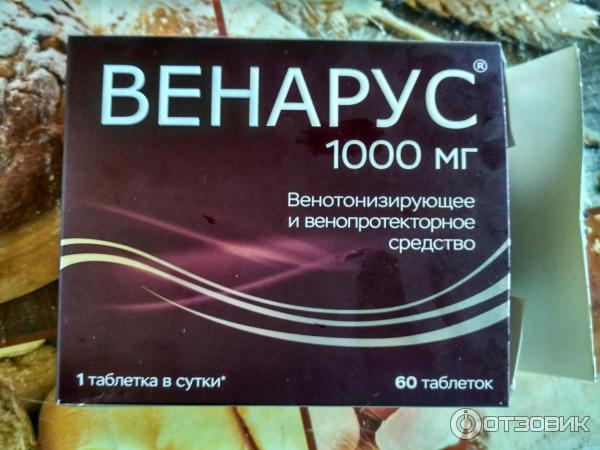 ВЕНАРУС®
1000 МГ
Венотонизирующее
и венопротекторное
средство
1 таблетка в сутки*
60 таблеток
ОТЗОВИК